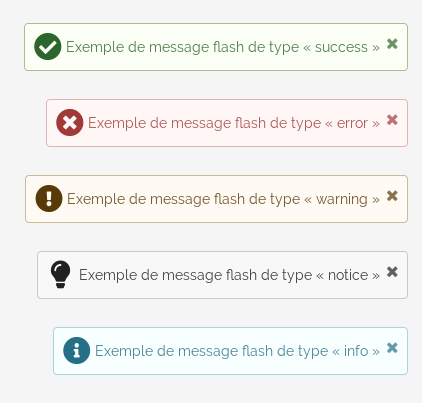 Exemple de message flash de type « success »
Exemple de message flash de type « error »
Exemple de message flash de type « warning »
Exemple de message flash de type « notice »
Exemple de message flash de type « info »